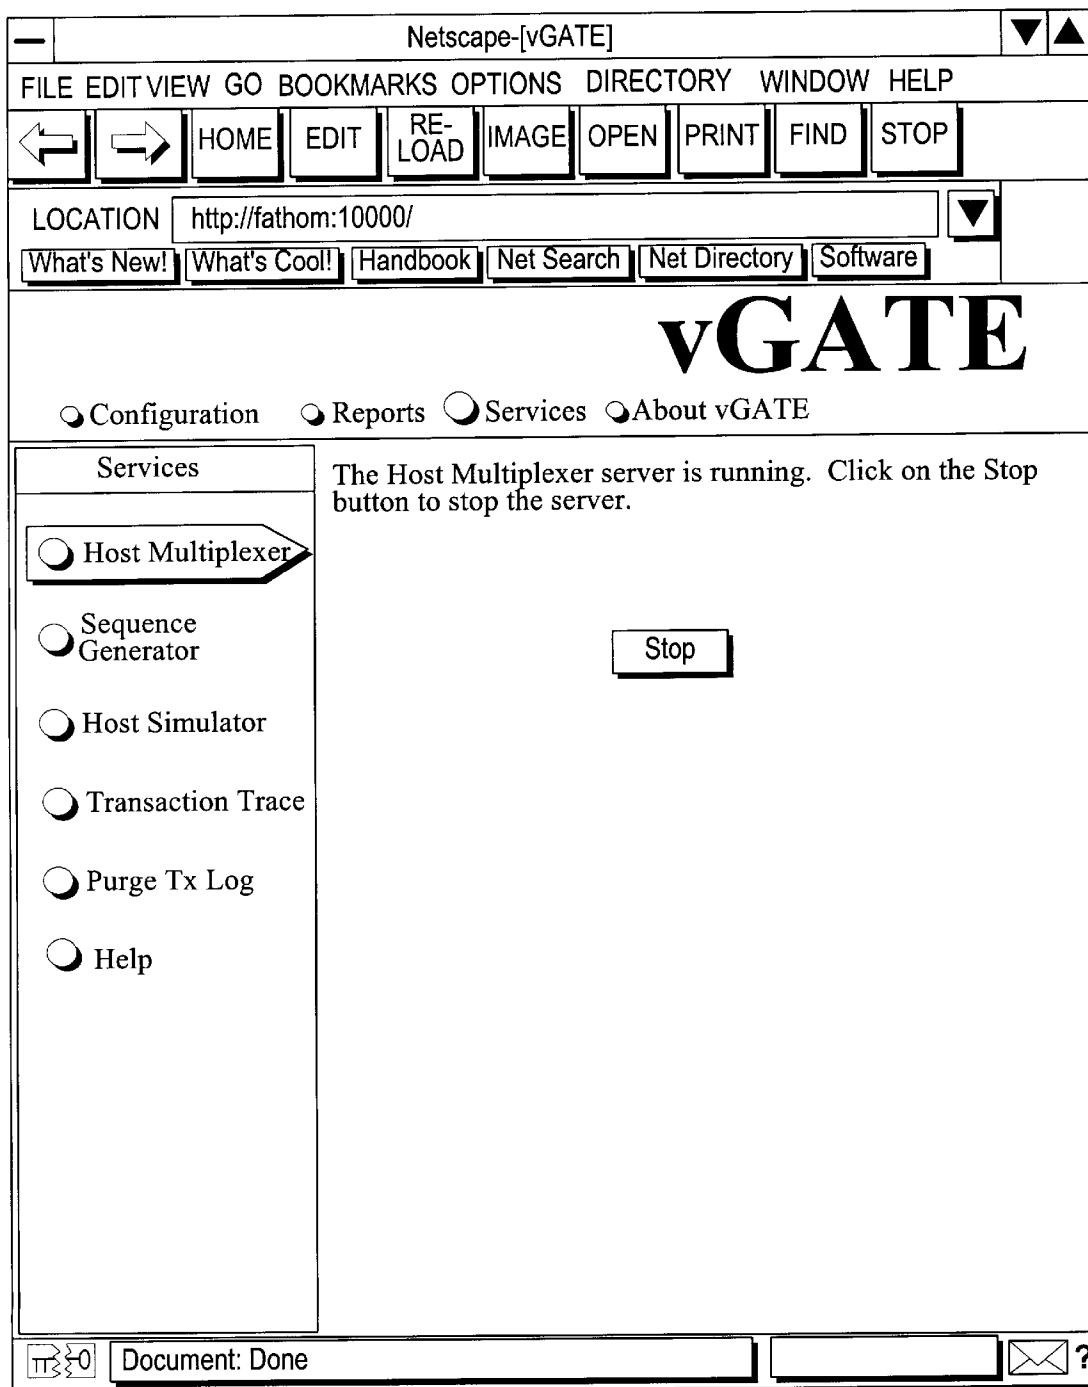 Netscape-[vGATE]
FILE EDIT VIEW GO BOOKMARKS OPTIONS DIRECTORY WINDOW HELP
HOME EDIT RE-LOAD IMAGE OPEN PRINT FIND STOP
LOCATION http://fathom:10000/
What's New! What's Cool! Handbook Net Search Net Directory Software
vGATE
Configuration Reports Services About vGATE
Services
The Host Multiplexer server is running. Click on the Stop
button to stop the server.
Host Multiplexer
Sequence
Generator
Stop
Host Simulator
Transaction Trace
Purge Tx Log
Help
Document: Done ?